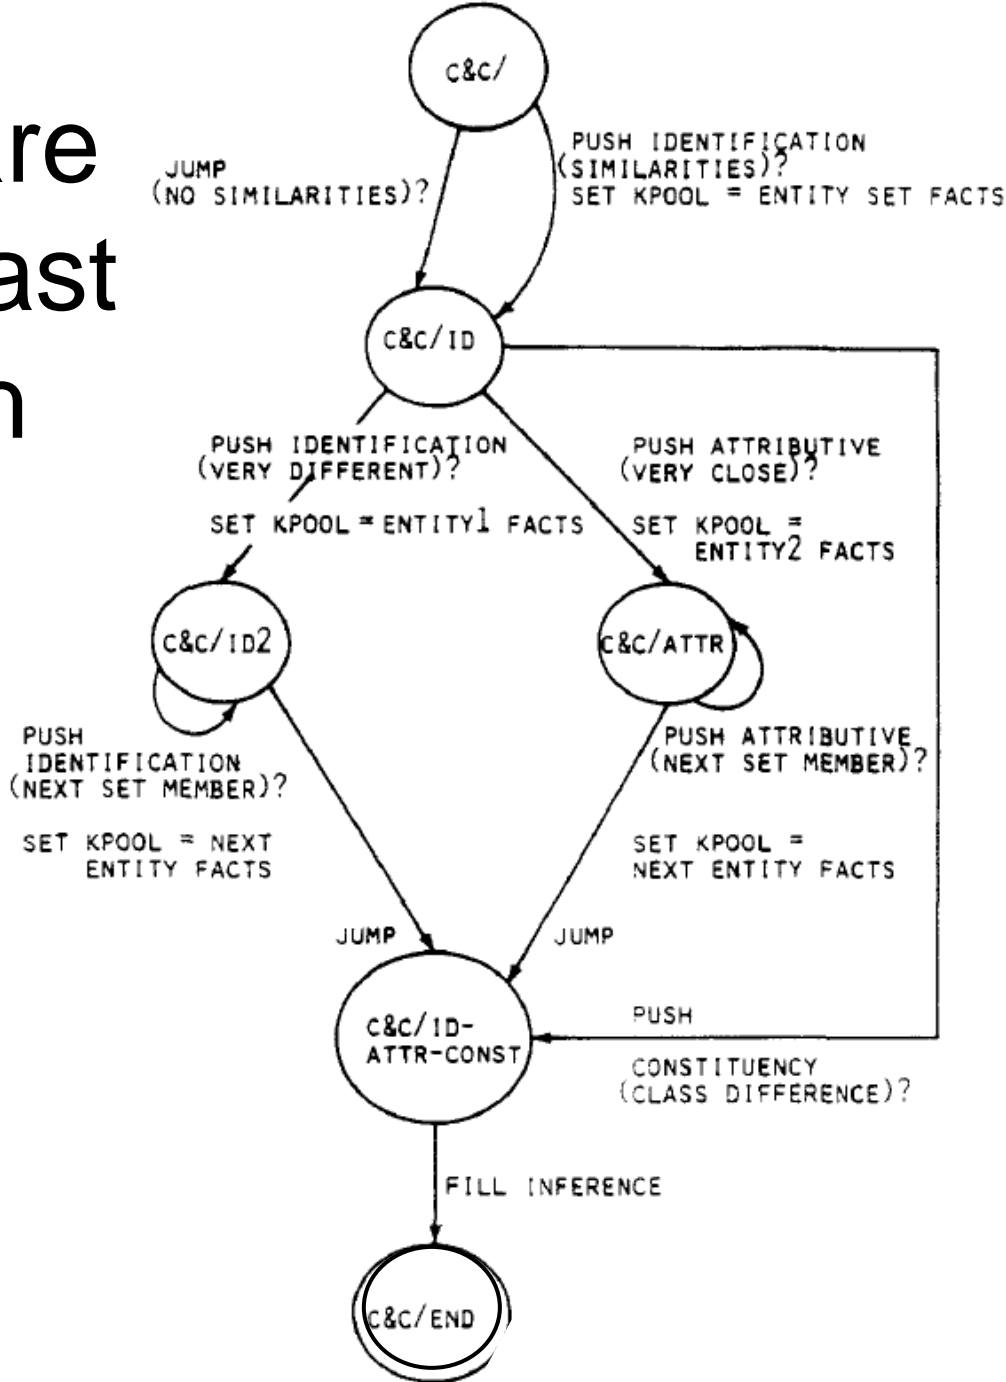 are
ast
n
C&C/
JUMP
(NO SIMILARITIES)?
PUSH IDENTIFICATION
(SIMILARITIES)?
SET KPOOL = ENTITY SET FACTS
C&C/ID
PUSH IDENTIFICATION
(VERY DIFFERENT)?
SET KPOOL = ENTITY1 FACTS
PUSH ATTRIBUTIVE
(VERY CLOSE)?
SET KPOOL =
ENTITY2 FACTS
C&C/ID2
C&C/ATTR
PUSH
IDENTIFICATION
(NEXT SET MEMBER)?
SET KPOOL = NEXT
ENTITY FACTS
PUSH ATTRIBUTIVE
(NEXT SET MEMBER)?
SET KPOOL =
NEXT ENTITY FACTS
JUMP
JUMP
C&C/ID-
ATTR-CONST
PUSH
CONSTITUENCY
(CLASS DIFFERENCE)?
FILL INFERENCE
C&C/END